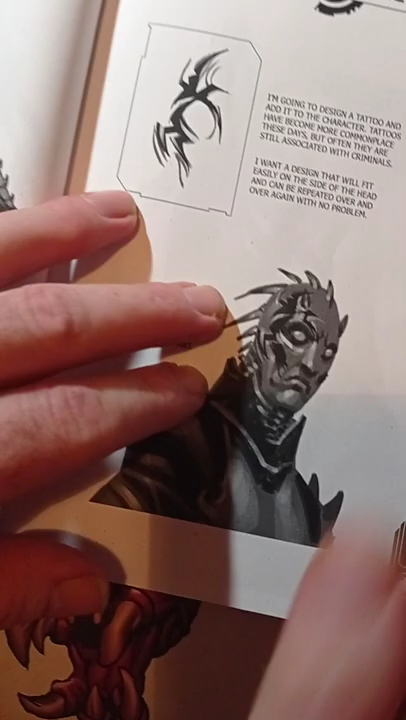 I'M GOING TO DESIGN A TATTOO AND
ADD IT TO THE CHARACTER. TATTOOS
HAVE BECOME MORE COMMONPLACE
THESE DAYS, BUT OFTEN THEY ARE
STILL ASSOCIATED WITH CRIMINALS.
I WANT A DESIGN THAT WILL FIT
EASILY ON THE SIDE OF THE HEAD
AND CAN BE REPEATED OVER AND
OVER AGAIN WITH NO PROBLEM.